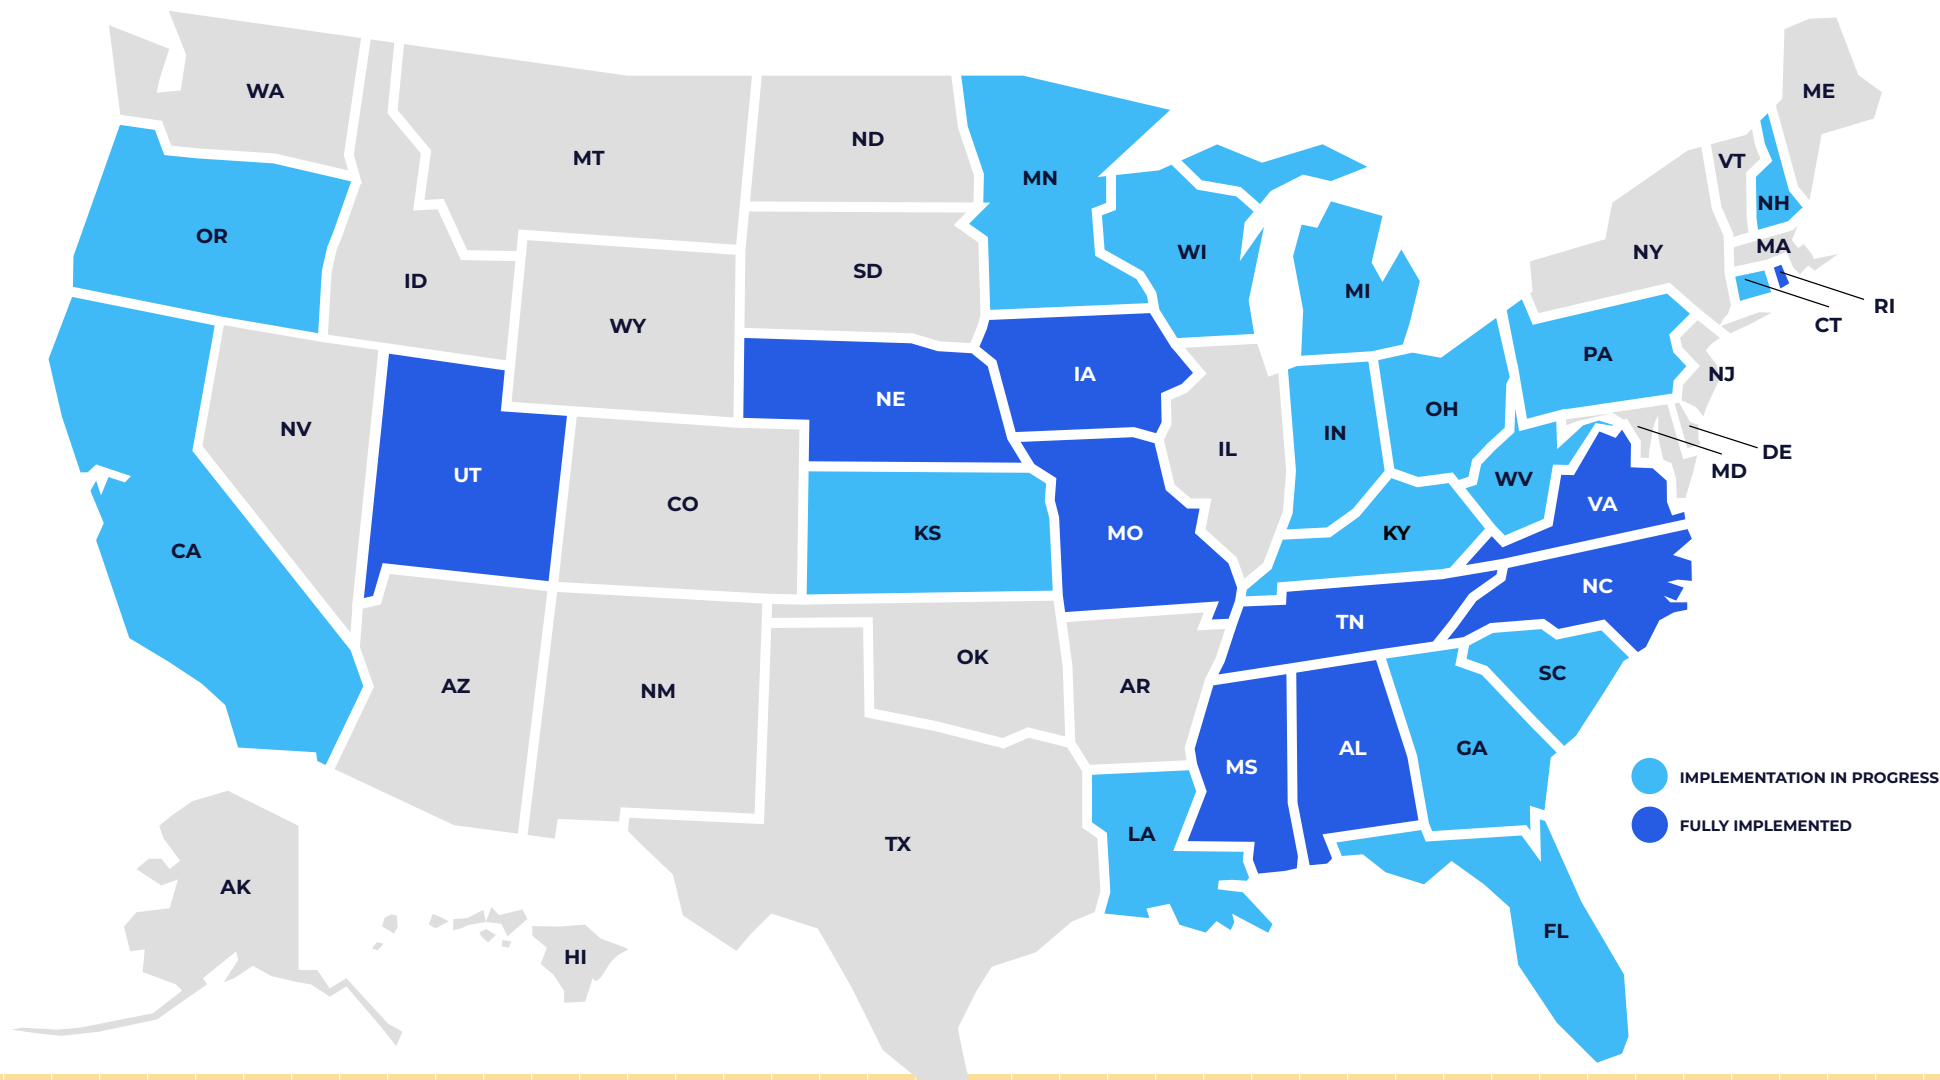 WA
ME
ND
MT
VT
MN
NH
OR
MA
WI
NY
SD
ID
MI
RI
CT
WY
PA
IA
NJ
NE
OH
NV
IN
IL
DE
MD
UT
WV
CO
VA
KS
MO
KY
CA
NC
TN
OK
SC
AZ
AR
NM
AL
GA
MS
IMPLEMENTATION IN PROGRESS
FULLY IMPLEMENTED
LA
TX
AK
FL
HI